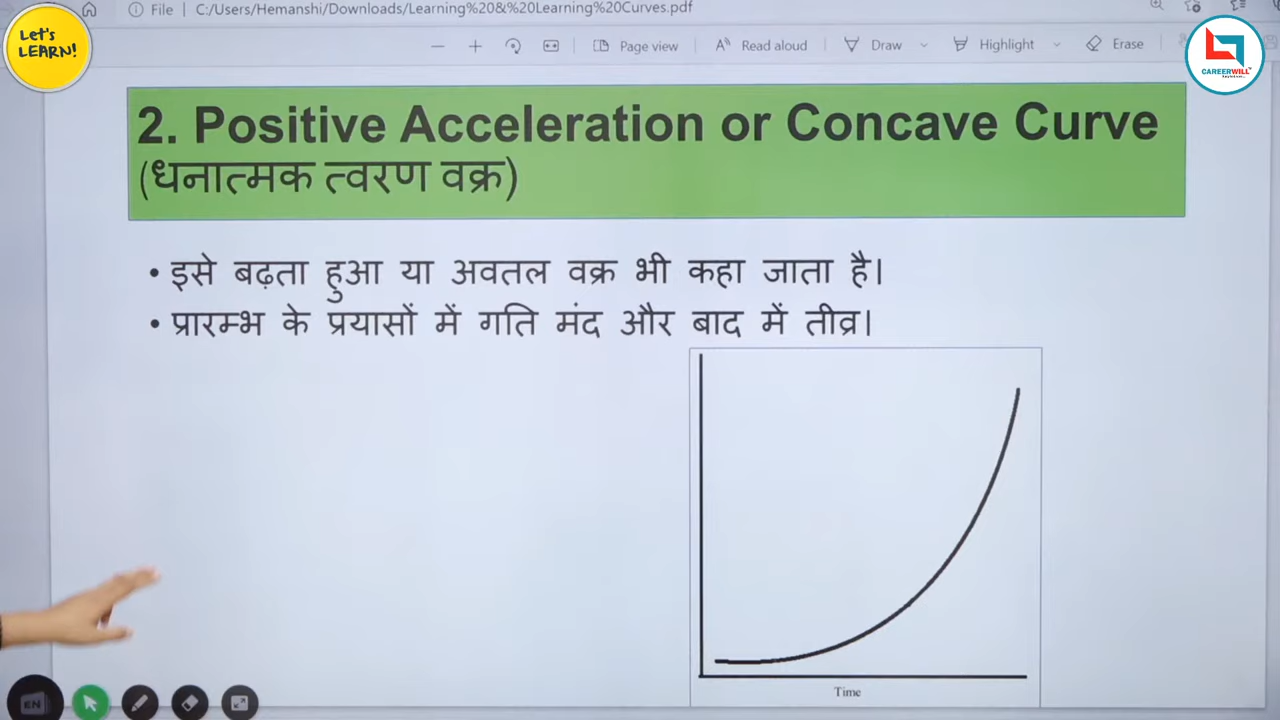 Let's
LEARN!
File | C:/Users/Hemanshi/Downloads/Learning%20&%20Learning%20Curves.pdf
Page view
Read aloud
Draw
Highlight
Erase
CAREERWILL
2. Positive Acceleration or Concave Curve
(धनात्मक त्वरण वक्र)
• इसे बढ़ता हुआ या अवतल वक्र भी कहा जाता है।
• प्रारम्भ के प्रयासों में गति मंद और बाद में तीव्र।
Time
EN